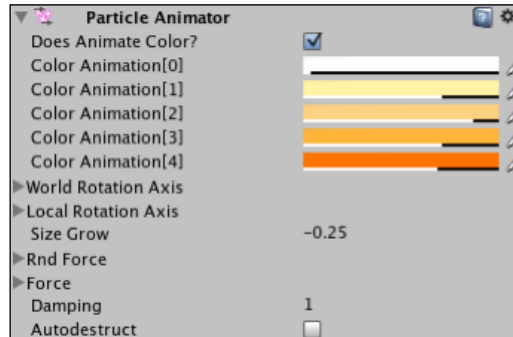 Particle Animator
Does Animate Color?
Color Animation[0]
Color Animation[1]
Color Animation[2]
Color Animation[3]
Color Animation[4]
World Rotation Axis
Local Rotation Axis
Size Grow -0.25
Rnd Force
Force
Damping 1
Autodestruct